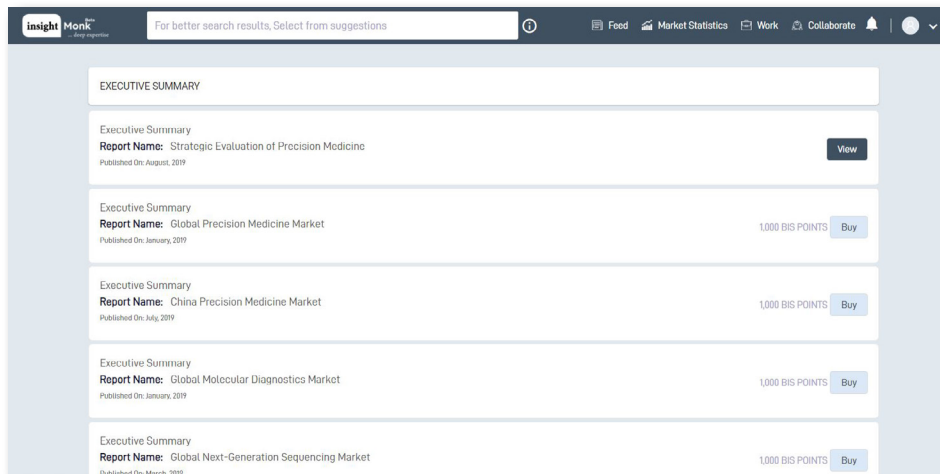 insight Monk Beta
... deep expertise
For better search results, Select from suggestions
Feed Market Statistics Work Collaborate
EXECUTIVE SUMMARY
Executive Summary
Report Name: Strategic Evaluation of Precision Medicine
Published On: August, 2019
View
Executive Summary
Report Name: Global Precision Medicine Market
Published On: January, 2019
1,000 BIS POINTS Buy
Executive Summary
Report Name: China Precision Medicine Market
Published On: July, 2019
1,000 BIS POINTS Buy
Executive Summary
Report Name: Global Molecular Diagnostics Market
Published On: January, 2019
1,000 BIS POINTS Buy
Executive Summary
Report Name: Global Next-Generation Sequencing Market
Published On: March, 2019
1,000 BIS POINTS Buy